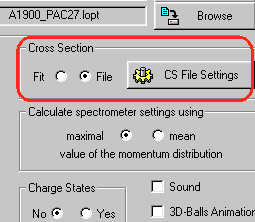 A1900_PAC27.lopt
Browse
Cross Section
Fit File CS File Settings
Calculate spectrometer settings using
maximal mean
value of the momentum distribution
Charge States
No Yes
Sound
3D-Balls Animation